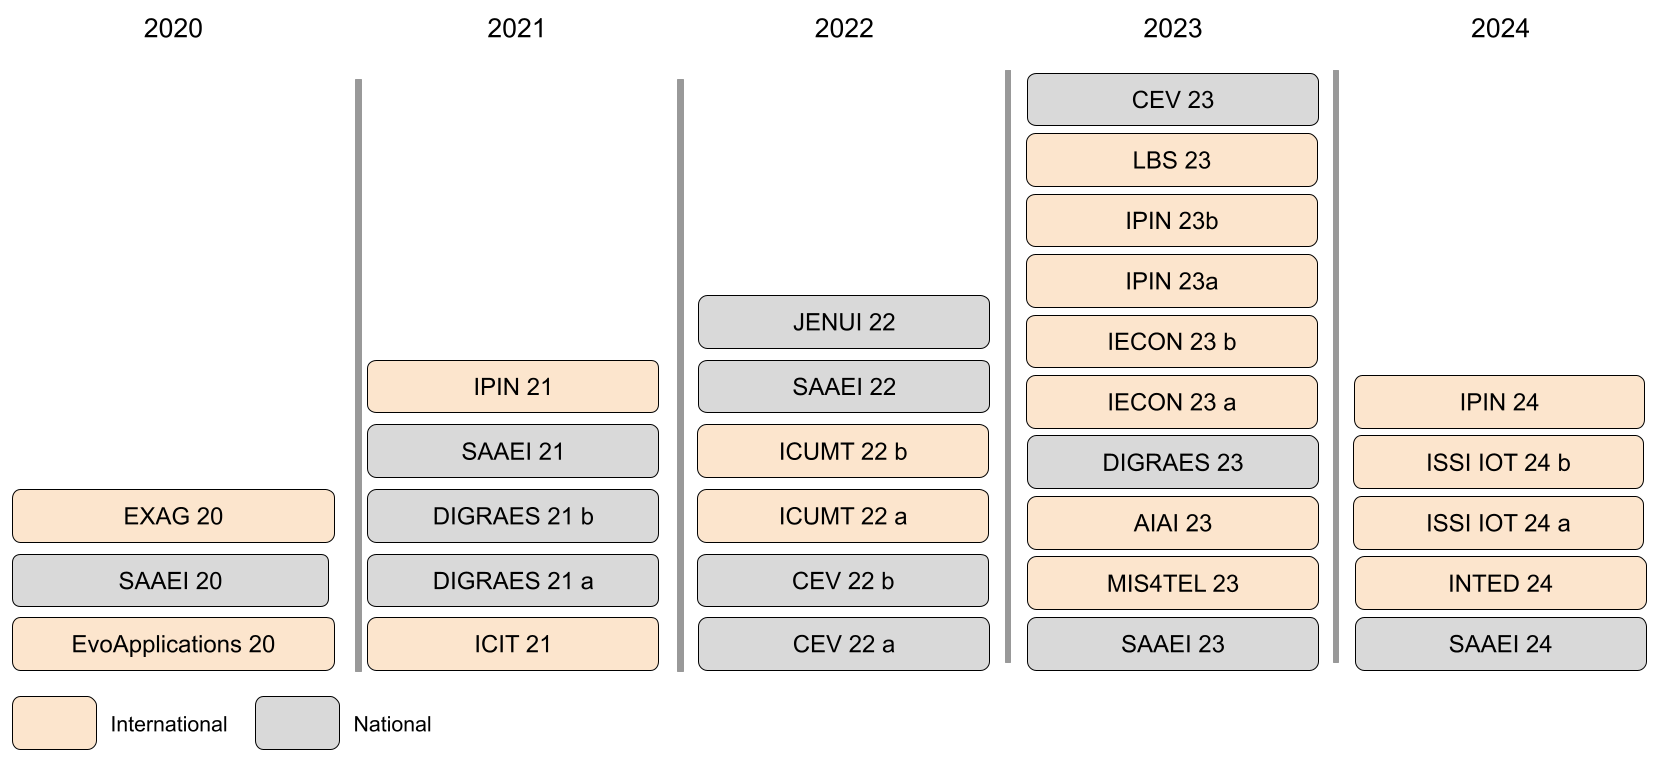 2020
2021
2022
2023
2024
EXAG 20
SAAEI 20
EvoApplications 20
IPIN 21
SAAEI 21
DIGRAES 21 b
DIGRAES 21 a
ICIT 21
JENUI 22
SAAEI 22
ICUMT 22 b
ICUMT 22 a
CEV 22 b
CEV 22 a
CEV 23
LBS 23
IPIN 23b
IPIN 23a
IECON 23 b
IECON 23 a
DIGRAES 23
AIAI 23
MIS4TEL 23
SAAEI 23
IPIN 24
ISSI IOT 24 b
ISSI IOT 24 a
INTED 24
SAAEI 24
International
National